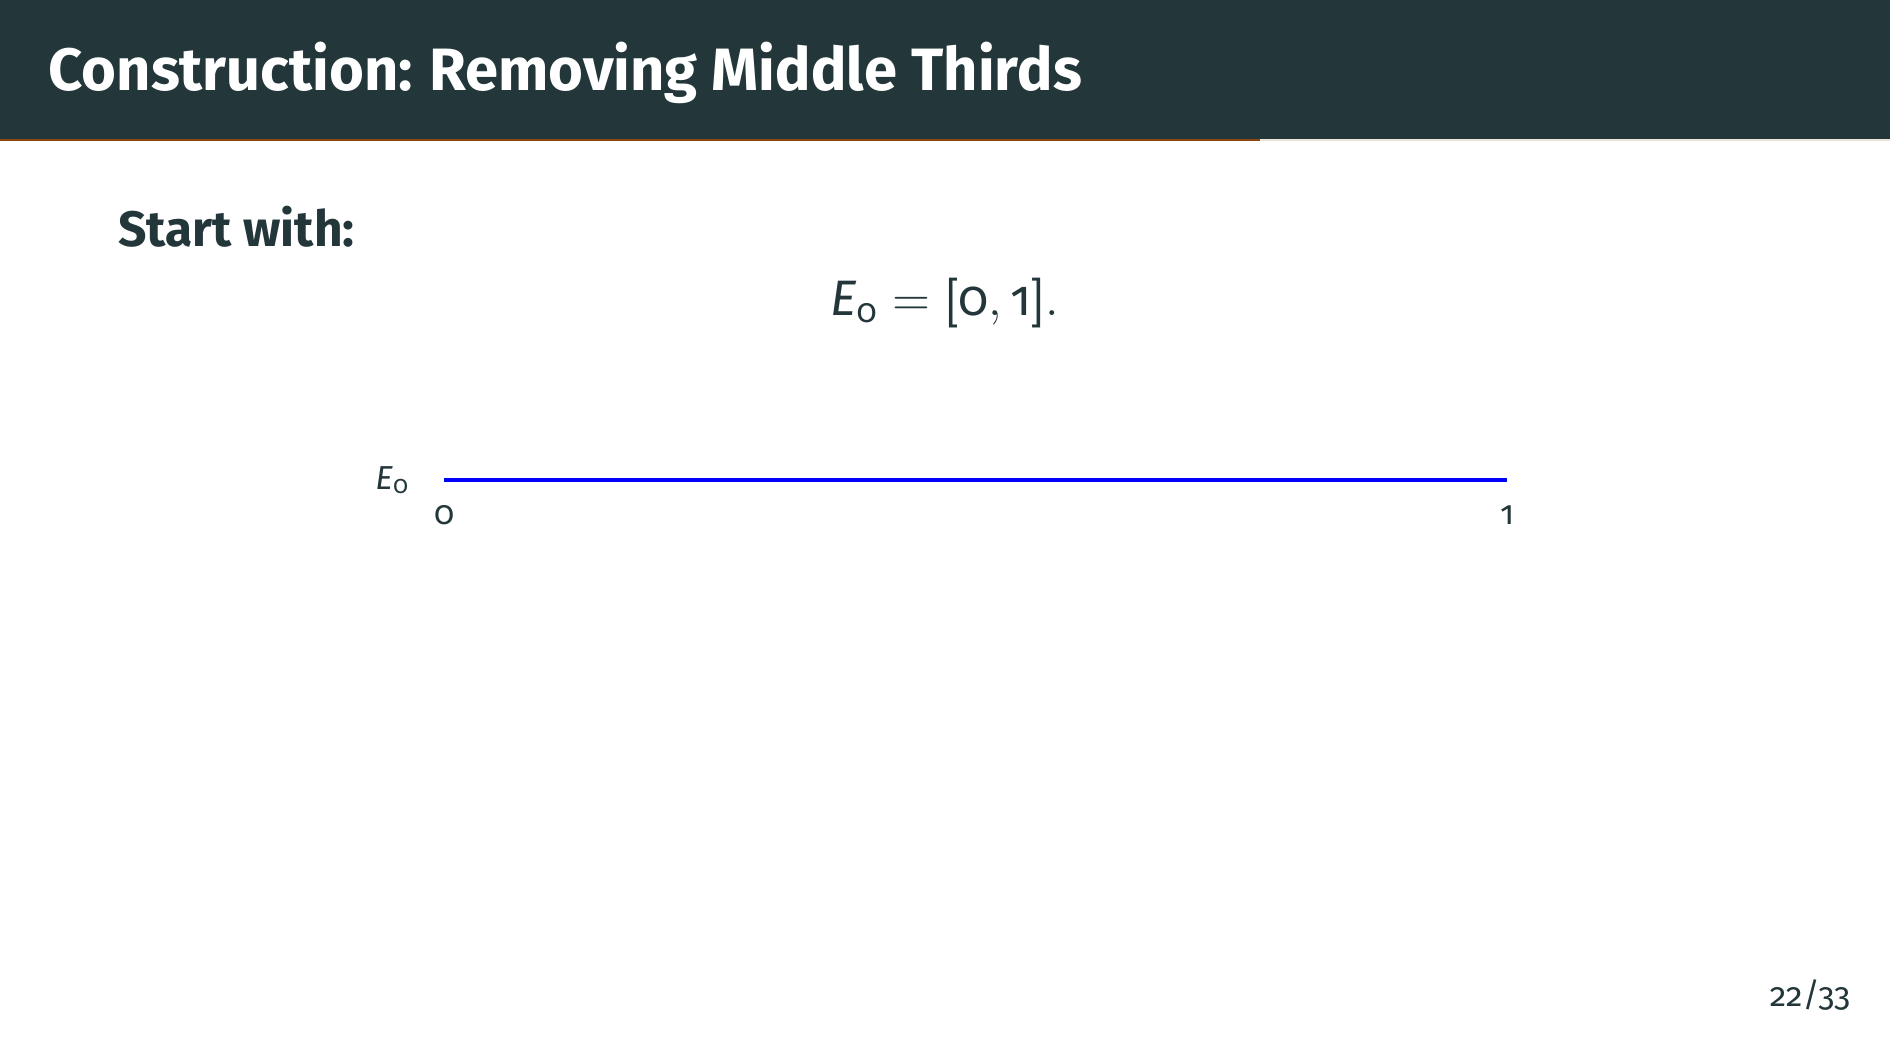 Construction: Removing Middle Thirds
Start with:
E₀ = [0, 1].
E₀
0 1
22/33